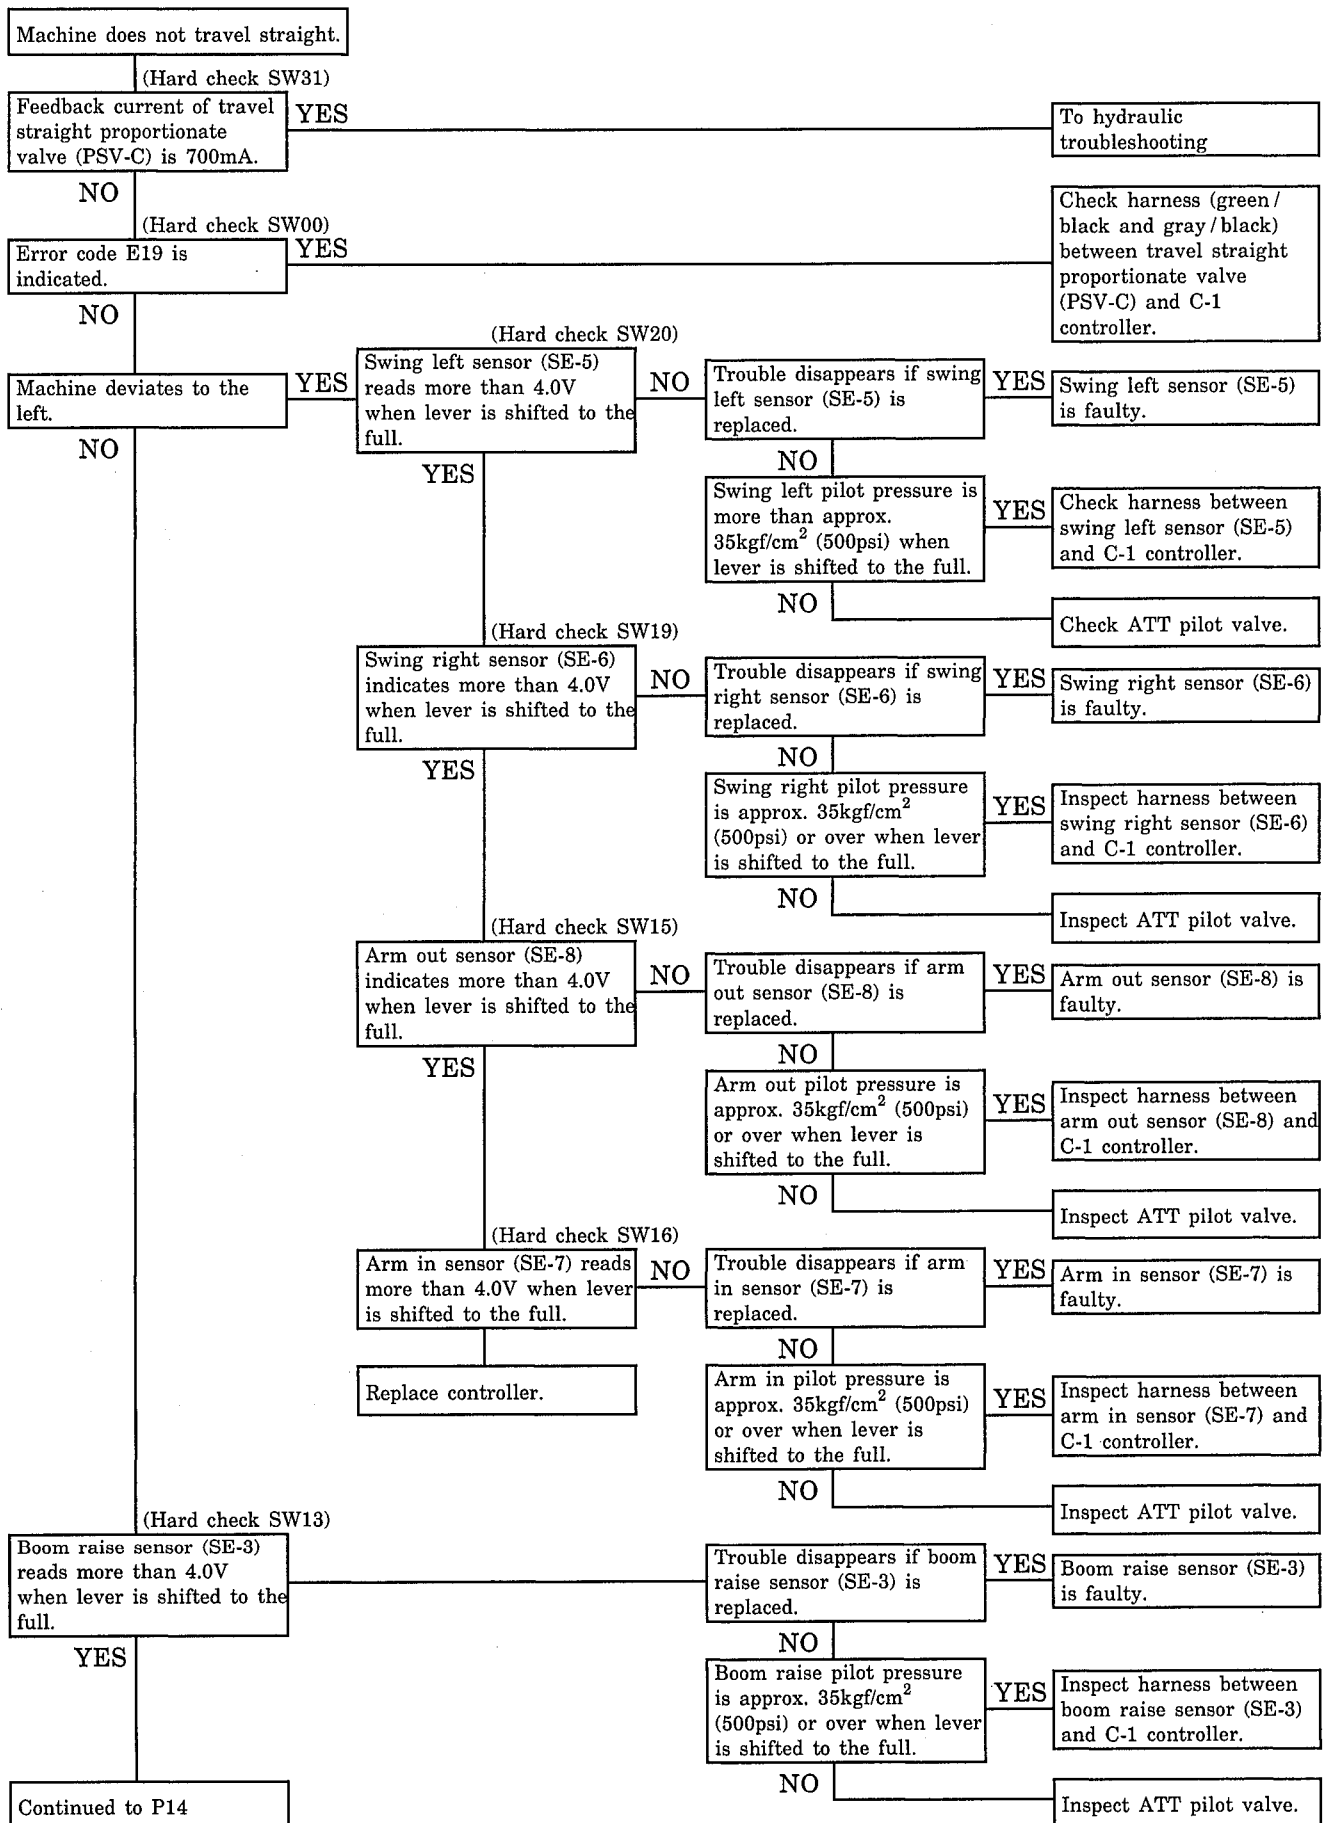 Machine does not travel straight.
(Hard check SW31)
Feedback current of travel
straight proportionate
valve (PSV-C) is 700mA.
YES
To hydraulic
troubleshooting
NO
(Hard check SW00)
Error code E19 is
indicated.
YES
Check harness (green /
black and gray / black)
between travel straight
proportionate valve
(PSV-C) and C-1
controller.
NO
Machine deviates to the
left.
YES
(Hard check SW20)
Swing left sensor (SE-5)
reads more than 4.0V
when lever is shifted to the
full.
NO
Trouble disappears if swing
left sensor (SE-5) is
replaced.
YES
Swing left sensor (SE-5)
is faulty.
NO
YES
NO
Swing left pilot pressure is
more than approx.
35kgf/cm² (500psi) when
lever is shifted to the full.
YES
Check harness between
swing left sensor (SE-5)
and C-1 controller.
NO
Check ATT pilot valve.
(Hard check SW19)
Swing right sensor (SE-6)
indicates more than 4.0V
when lever is shifted to the
full.
NO
Trouble disappears if swing
right sensor (SE-6) is
replaced.
YES
Swing right sensor (SE-6)
is faulty.
YES
NO
Swing right pilot pressure
is approx. 35kgf/cm²
(500psi) or over when lever
is shifted to the full.
YES
Inspect harness between
swing right sensor (SE-6)
and C-1 controller.
NO
Inspect ATT pilot valve.
(Hard check SW15)
Arm out sensor (SE-8)
indicates more than 4.0V
when lever is shifted to the
full.
NO
Trouble disappears if arm
out sensor (SE-8) is
replaced.
YES
Arm out sensor (SE-8) is
faulty.
YES
NO
Arm out pilot pressure is
approx. 35kgf/cm² (500psi)
or over when lever is
shifted to the full.
YES
Inspect harness between
arm out sensor (SE-8) and
C-1 controller.
NO
Inspect ATT pilot valve.
(Hard check SW16)
Arm in sensor (SE-7) reads
more than 4.0V when lever
is shifted to the full.
NO
Trouble disappears if arm
in sensor (SE-7) is
replaced.
YES
Arm in sensor (SE-7) is
faulty.
Replace controller.
NO
Arm in pilot pressure is
approx. 35kgf/cm² (500psi)
or over when lever is
shifted to the full.
YES
Inspect harness between
arm in sensor (SE-7) and
C-1 controller.
NO
Inspect ATT pilot valve.
(Hard check SW13)
Boom raise sensor (SE-3)
reads more than 4.0V
when lever is shifted to the
full.
Trouble disappears if boom
raise sensor (SE-3) is
replaced.
YES
Boom raise sensor (SE-3)
is faulty.
YES
NO
Boom raise pilot pressure
is approx. 35kgf/cm²
(500psi) or over when lever
is shifted to the full.
YES
Inspect harness between
boom raise sensor (SE-3)
and C-1 controller.
NO
Inspect ATT pilot valve.
Continued to P14